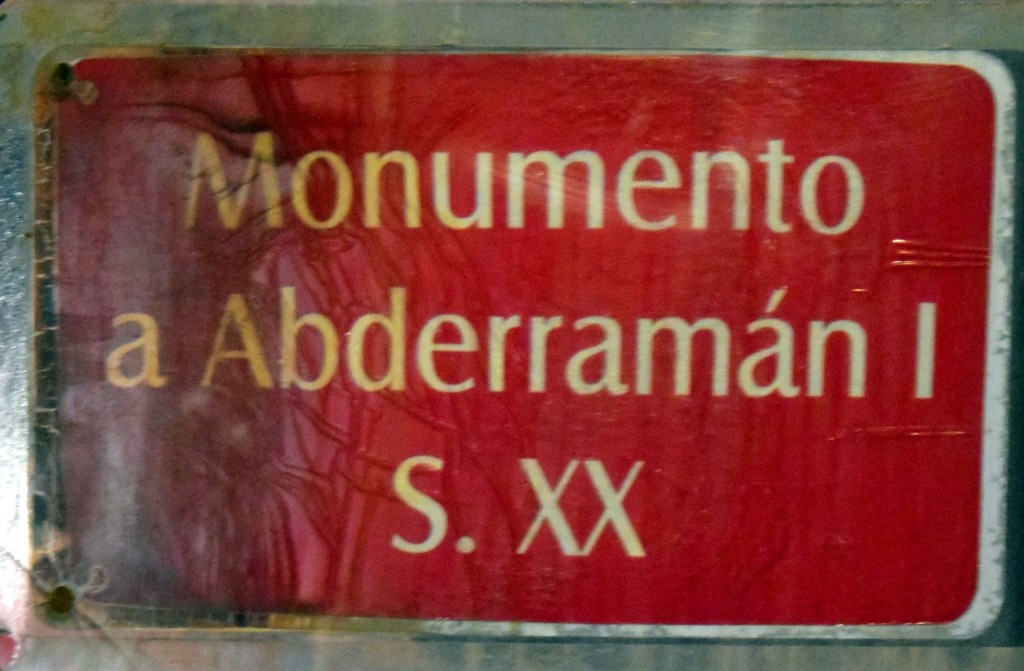 Monumento
a Abderramán I
S. XX